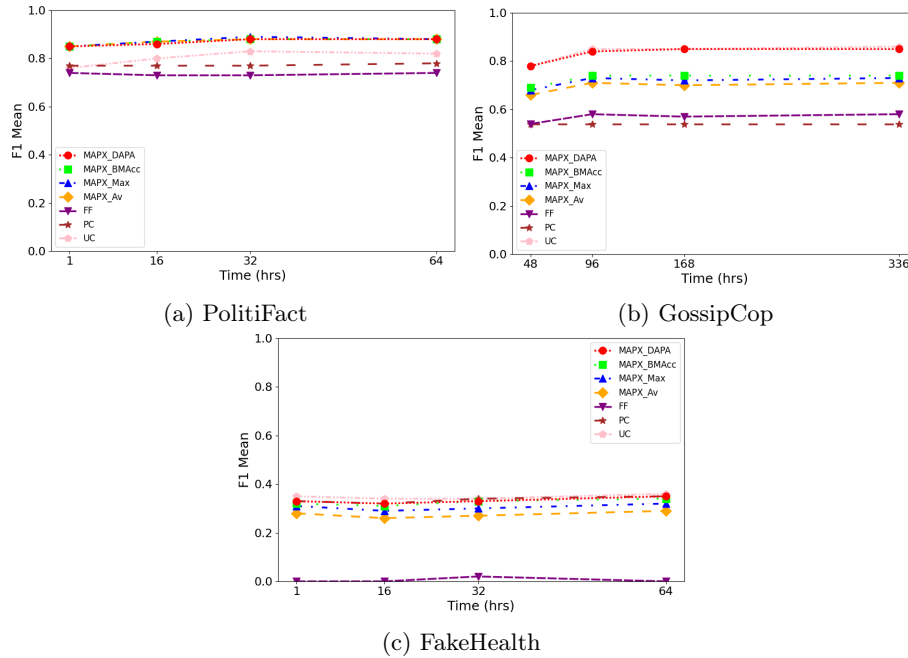 1.0
0.8
0.6
0.4
0.2
0.0
F1 Mean
MAPX_DAPA
MAPX_BMAcc
MAPX_Max
MAPX_Av
FF
PC
UC
1 16 32 64
Time (hrs)
(a) PolitiFact
1.0
0.8
0.6
0.4
0.2
0.0
F1 Mean
MAPX_DAPA
MAPX_BMAcc
MAPX_Max
MAPX_Av
FF
PC
UC
48 96 168 336
Time (hrs)
(b) GossipCop
1.0
0.8
0.6
0.4
0.2
0.0
F1 Mean
MAPX_DAPA
MAPX_BMAcc
MAPX_Max
MAPX_Av
FF
PC
UC
1 16 32 64
Time (hrs)
(c) FakeHealth